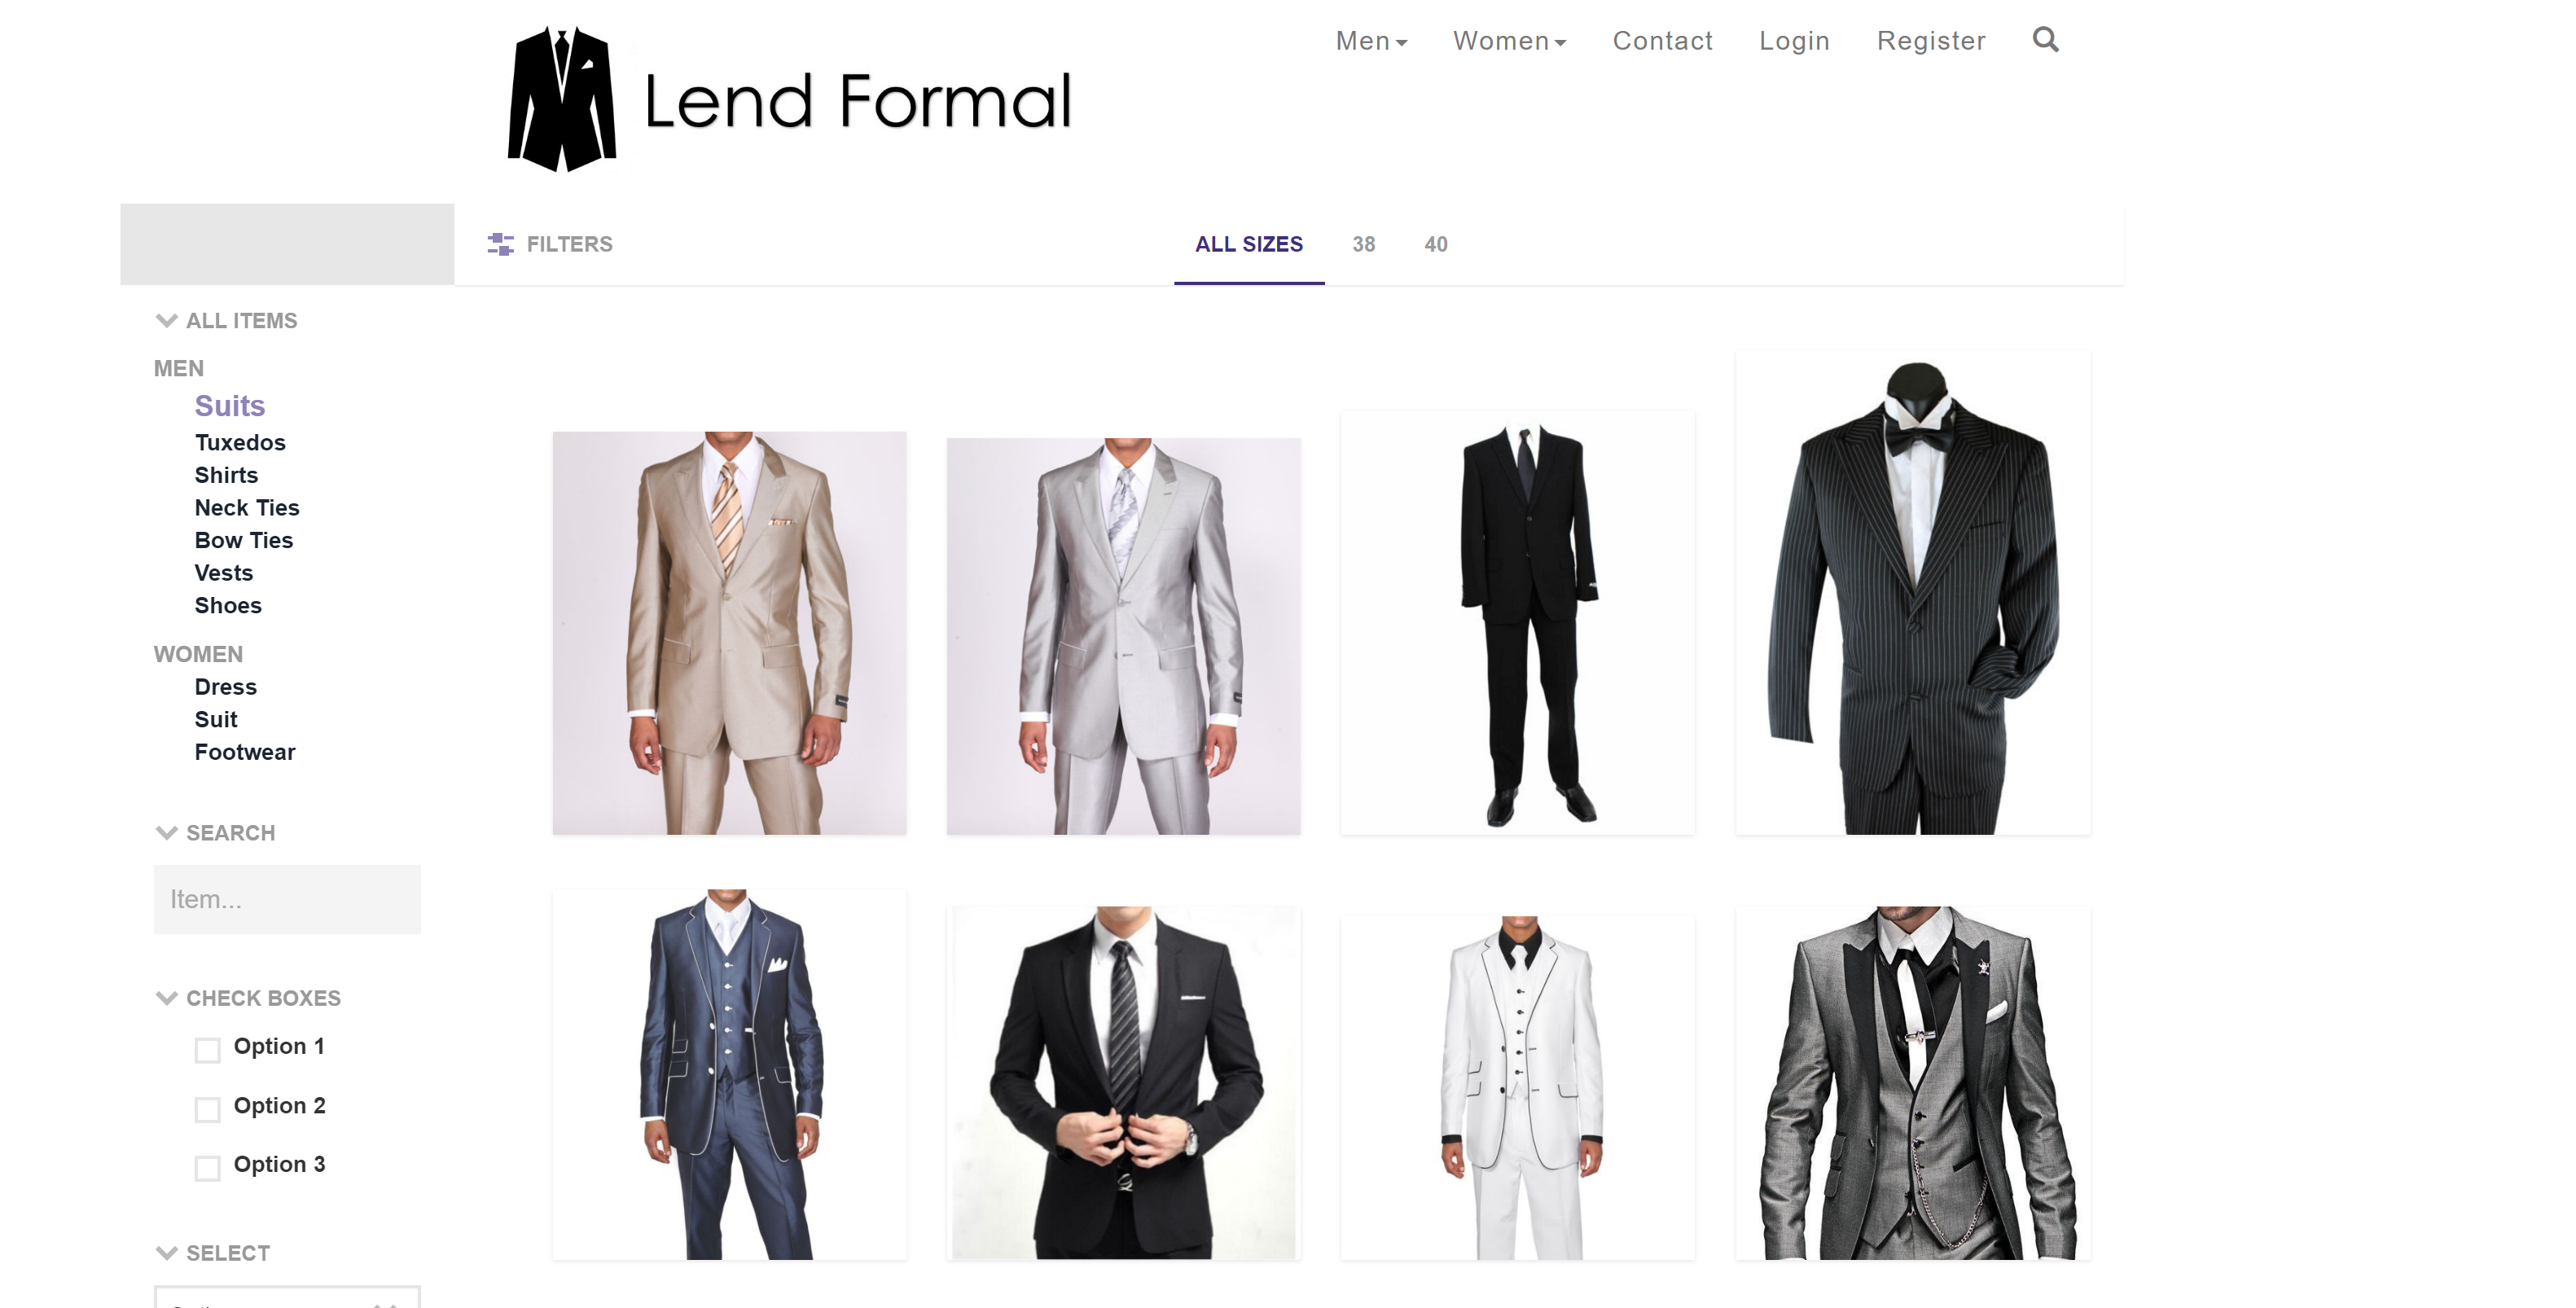 Lend Formal
Men
Women
Contact
Login
Register
FILTERS
ALL SIZES
38
40
ALL ITEMS
MEN
Suits
Tuxedos
Shirts
Neck Ties
Bow Ties
Vests
Shoes
WOMEN
Dress
Suit
Footwear
SEARCH
Item...
CHECK BOXES
Option 1
Option 2
Option 3
SELECT